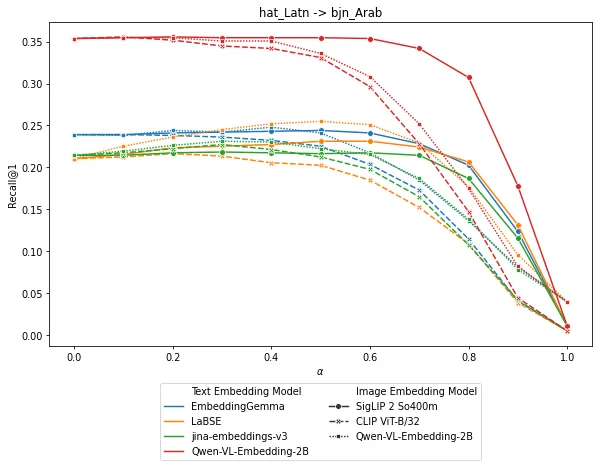 hat_Latn -> bjn_Arab
Recall@1
0.35
0.30
0.25
0.20
0.15
0.10
0.05
0.00
0.0 0.2 0.4 0.6 0.8 1.0
α
Text Embedding Model Image Embedding Model
EmbeddingGemma SigLIP 2 So400m
LaBSE CLIP ViT-B/32
jina-embeddings-v3 Qwen-VL-Embedding-2B
Qwen-VL-Embedding-2B